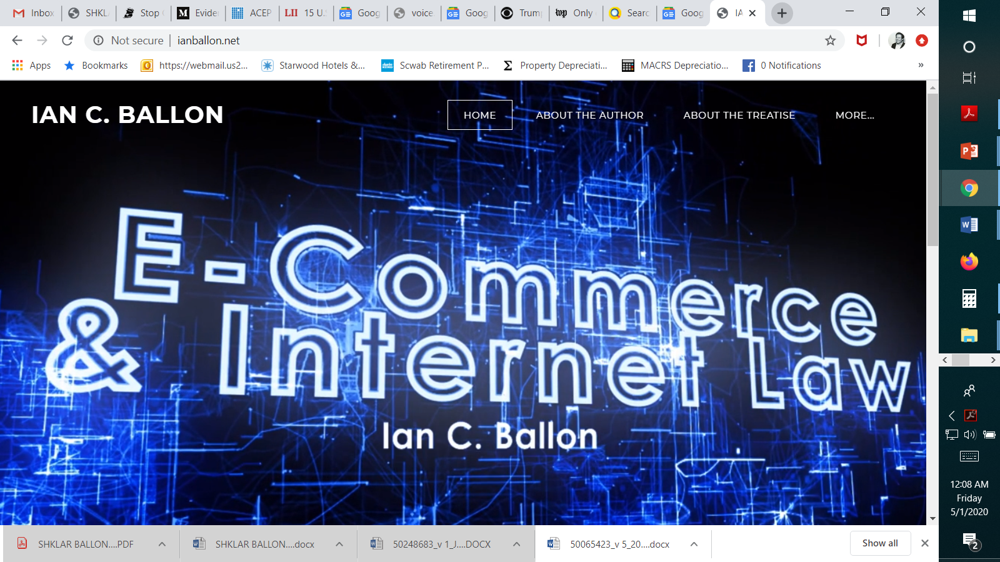 Inbox
SHKL
Stop
Evide
ACEP
LII 15 U.
Goog
voice
Goog
Trum
wp Only
Searc
Goog
IA
Not secure ianballon.net
Apps Bookmarks https://webmail.us2... Starwood Hotels &... Scwab Retirement P... Property Depreciati... MACRS Depreciatio... 0 Notifications »
IAN C. BALLON
HOME ABOUT THE AUTHOR ABOUT THE TREATISE MORE...
E-Commerce
& Internet Law
Ian C. Ballon
12:08 AM
Friday
5/1/2020
SHKLAR BALLON....PDF SHKLAR BALLON....docx 50248683_v 1_J....DOCX 50065423_v 5_20....docx Show all
2